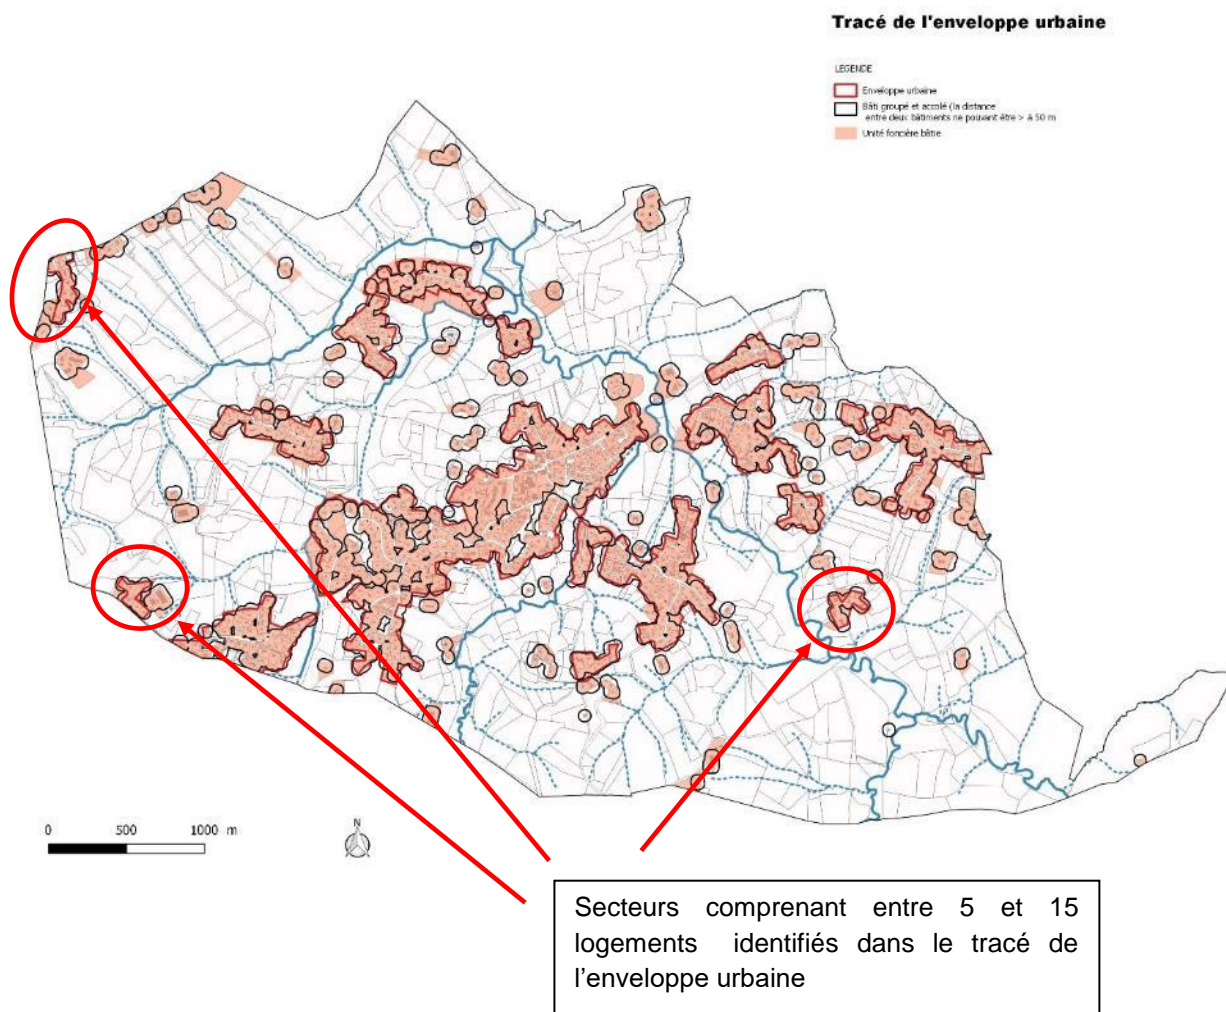 Tracé de l'enveloppe urbaine
LEGENDE
Enveloppe urbaine
Bâti groupé et accolé (la distance
entre deux bâtiments ne pouvant être > à 50 m
Unité foncière bâtie
0 500 1000 m
N
Secteurs comprenant entre 5 et 15
logements identifiés dans le tracé de
l’enveloppe urbaine